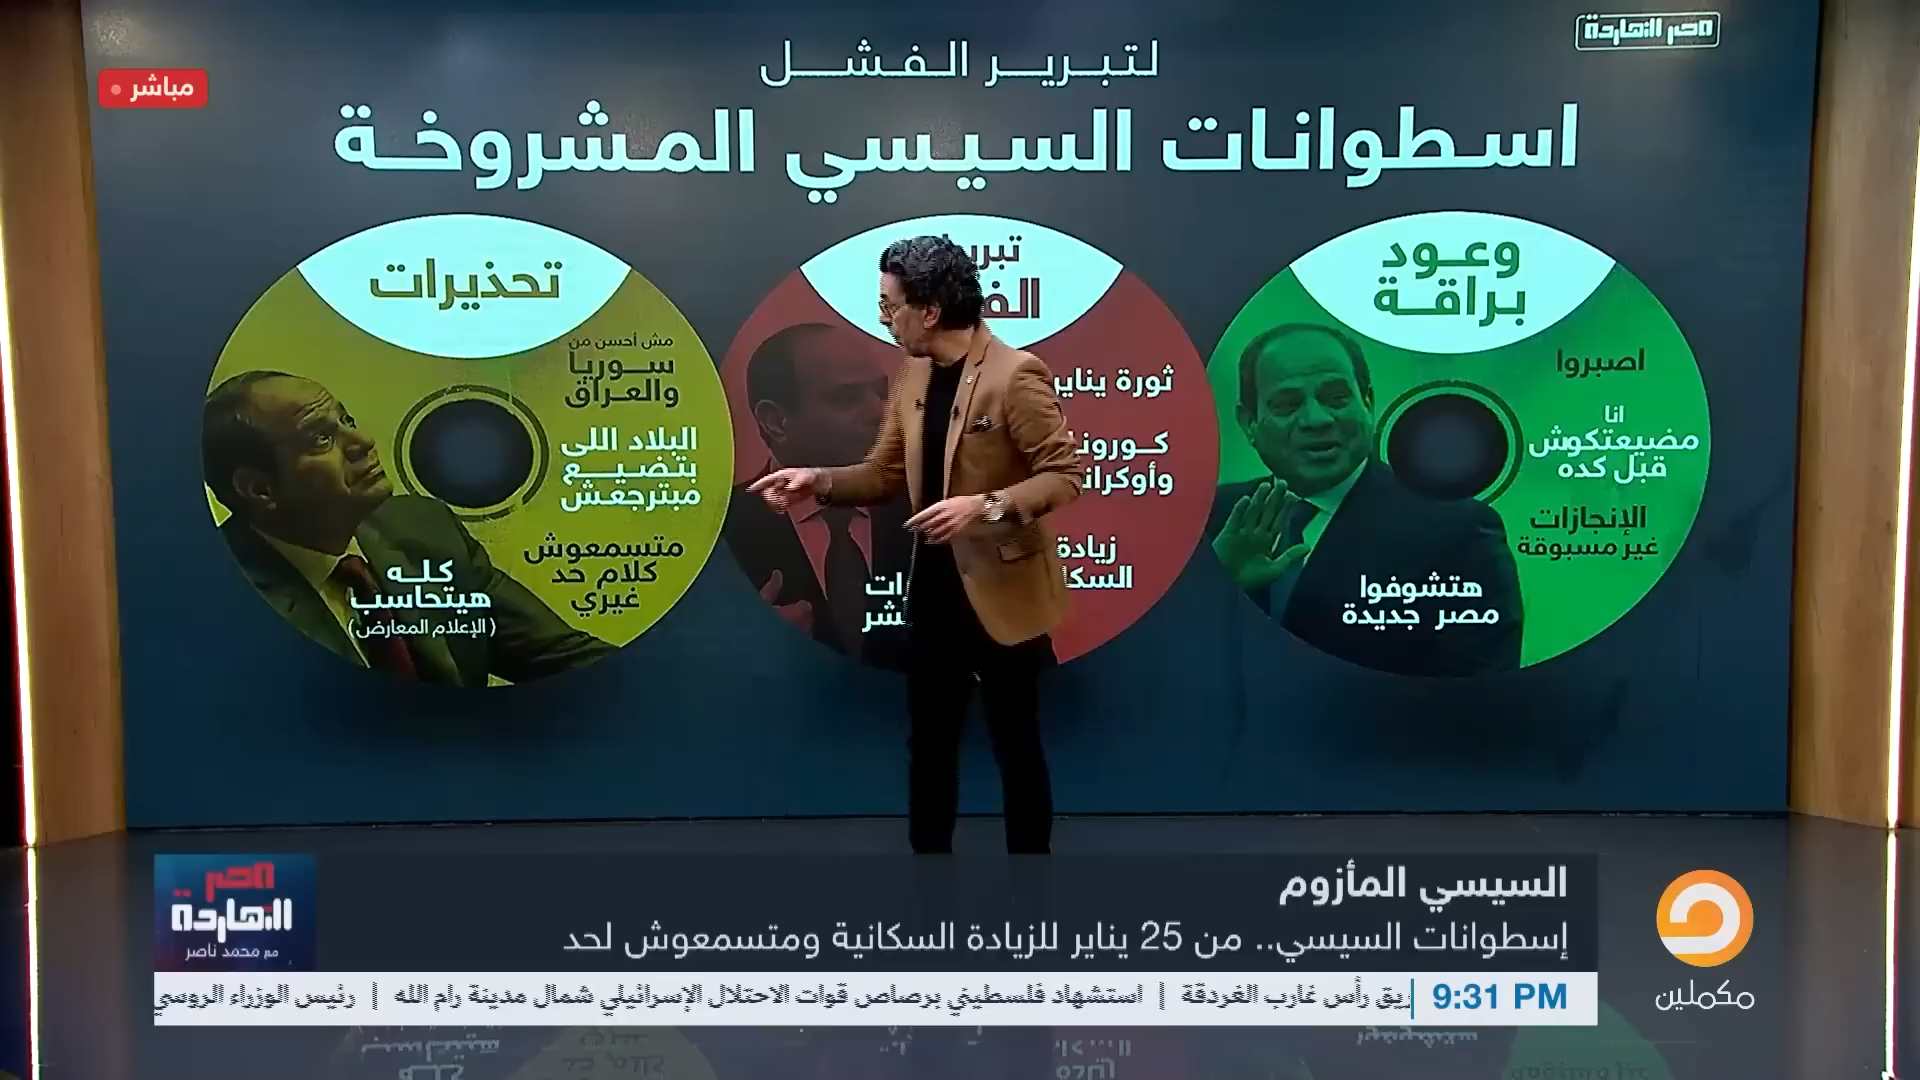 مصر النهاردة
مباشر
لتبرير الفشل
اسطوانات السيسي المشروخة
وعود
براقة
اصبروا
انا
مضيعتكوش
قبل كده
الإنجازات
غير مسبوقة
هتشوفوا
مصر جديدة
ثورة يناير
زيادة
تحذيرات
مش أحسن من
سوريا
والعراق
البلاد اللى
بتضيع
مبترجعش
متسمعوش
كلام حد
غيري
كله
هيتحاسب
(الإعلام المعارض)
السيسي المأزوم
إسطوانات السيسي.. من 25 يناير للزيادة السكانية ومتسمعوش لحد
مصر
النهاردة
مع محمد ناصر
9:31 PM
رأس غارب الغردقة | استشهاد فلسطيني برصاص قوات الاحتلال الإسرائيلي شمال مدينة رام الله | رئيس الوزراء الروسي
مكملين